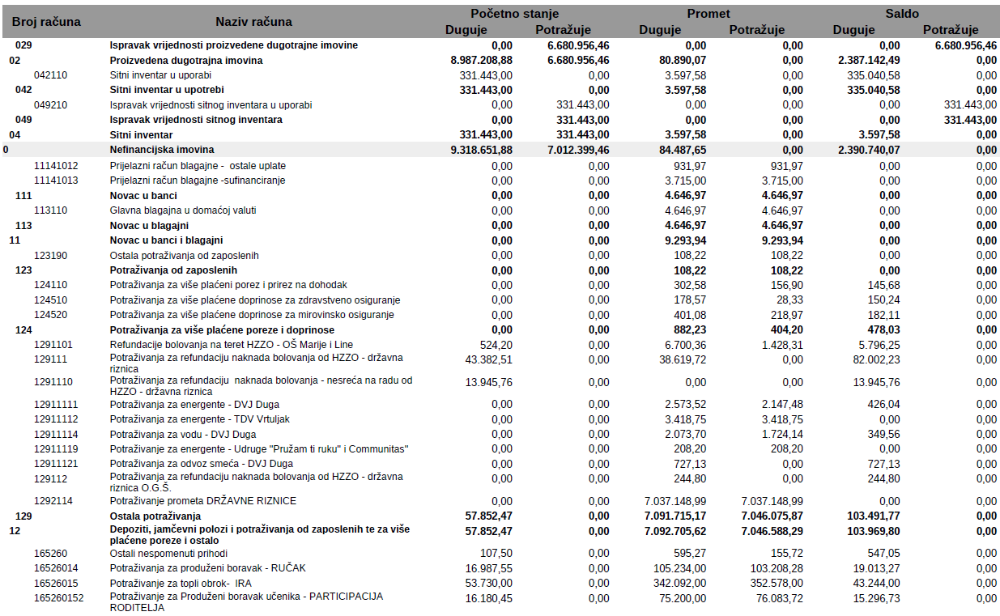 Broj računa Naziv računa Početno stanje Promet Saldo
Duguje Potražuje Duguje Potražuje Duguje Potražuje
029 Ispravak vrijednosti proizvedene dugotrajne imovine 0,00 6.680.956,46 0,00 0,00 0,00 6.680.956,46
02 Proizvedena dugotrajna imovina 8.987.208,88 6.680.956,46 80.890,07 0,00 2.387.142,49 0,00
042110 Sitni inventar u uporabi 331.443,00 0,00 3.597,58 0,00 335.040,58 0,00
042 Sitni inventar u upotrebi 331.443,00 0,00 3.597,58 0,00 335.040,58 0,00
049210 Ispravak vrijednosti sitnog inventara u uporabi 0,00 331.443,00 0,00 0,00 0,00 331.443,00
049 Ispravak vrijednosti sitnog inventara 0,00 331.443,00 0,00 0,00 0,00 331.443,00
04 Sitni inventar 331.443,00 331.443,00 3.597,58 0,00 3.597,58 0,00
0 Nefinancijska imovina 9.318.651,88 7.012.399,46 84.487,65 0,00 2.390.740,07 0,00
11141012 Prijelazni račun blagajne - ostale uplate 0,00 0,00 931,97 931,97 0,00 0,00
11141013 Prijelazni račun blagajne -sufinanciranje 0,00 0,00 3.715,00 3.715,00 0,00 0,00
111 Novac u banci 0,00 0,00 4.646,97 4.646,97 0,00 0,00
113110 Glavna blagajna u domaćoj valuti 0,00 0,00 4.646,97 4.646,97 0,00 0,00
113 Novac u blagajni 0,00 0,00 4.646,97 4.646,97 0,00 0,00
11 Novac u banci i blagajni 0,00 0,00 9.293,94 9.293,94 0,00 0,00
123190 Ostala potraživanja od zaposlenih 0,00 0,00 108,22 108,22 0,00 0,00
123 Potraživanja od zaposlenih 0,00 0,00 108,22 108,22 0,00 0,00
124110 Potraživanja za više plaćeni porez i prirez na dohodak 0,00 0,00 302,58 156,90 145,68 0,00
124510 Potraživanja za više plaćene doprinose za zdravstveno osiguranje 0,00 0,00 178,57 28,33 150,24 0,00
124520 Potraživanja za više plaćene doprinose za mirovinsko osiguranje 0,00 0,00 401,08 218,97 182,11 0,00
124 Potraživanja za više plaćene poreze i doprinose 0,00 0,00 882,23 404,20 478,03 0,00
1291101 Refundacije bolovanja na teret HZZO - OŠ Marije i Line 524,20 0,00 6.700,36 1.428,31 5.796,25 0,00
129111 Potraživanja za refundaciju naknada bolovanja od HZZO - državna 43.382,51 0,00 38.619,72 0,00 82.002,23 0,00
riznica
1291110 Potraživanja za refundaciju naknada bolovanja - nesreća na radu od 13.945,76 0,00 0,00 0,00 13.945,76 0,00
HZZO - državna riznica
12911111 Potraživanja za energente - DVJ Duga 0,00 0,00 2.573,52 2.147,48 426,04 0,00
12911112 Potraživanja za energente - TDV Vrtuljak 0,00 0,00 3.418,75 3.418,75 0,00 0,00
12911114 Potraživanja za vodu - DVJ Duga 0,00 0,00 2.073,70 1.724,14 349,56 0,00
12911119 Potraživanje za energente - Udruge "Pružam ti ruku" i Communitas" 0,00 0,00 208,20 208,20 0,00 0,00
12911121 Potraživanja za odvoz smeća - DVJ Duga 0,00 0,00 727,13 0,00 727,13 0,00
129112 Potraživanja za refundaciju naknada bolovanja od HZZO - državna 0,00 0,00 244,80 0,00 244,80 0,00
riznica O.G.Š.
1292114 Potraživanje prometa DRŽAVNE RIZNICE 0,00 0,00 7.037.148,99 7.037.148,99 0,00 0,00
129 Ostala potraživanja 57.852,47 0,00 7.091.715,17 7.046.075,87 103.491,77 0,00
12 Depoziti, jamčevni polozi i potraživanja od zaposlenih te za više 57.852,47 0,00 7.092.705,62 7.046.588,29 103.969,80 0,00
plaćene poreze i ostalo
165260 Ostali nespomenuti prihodi 107,50 0,00 595,27 155,72 547,05 0,00
16526014 Potraživanja za produženi boravak - RUČAK 16.987,55 0,00 105.234,00 103.208,28 19.013,27 0,00
16526015 Potraživanje za topli obrok- IRA 53.730,00 0,00 342.092,00 352.578,00 43.244,00 0,00
165260152 Potraživanje za Produženi boravak učenika - PARTICIPACIJA 16.180,45 0,00 75.200,00 76.083,72 15.296,73 0,00
RODITELJA